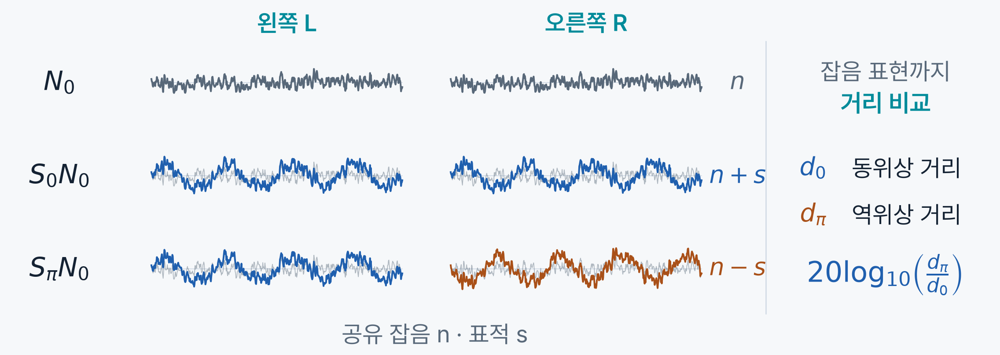 왼쪽 L 오른쪽 R
N₀ n
S₀N₀ n + s
SπN₀ n − s
잡음 표현까지
거리 비교
d₀ 동위상 거리
dπ 역위상 거리
20log₁₀(dπ/d₀)
공유 잡음 n · 표적 s